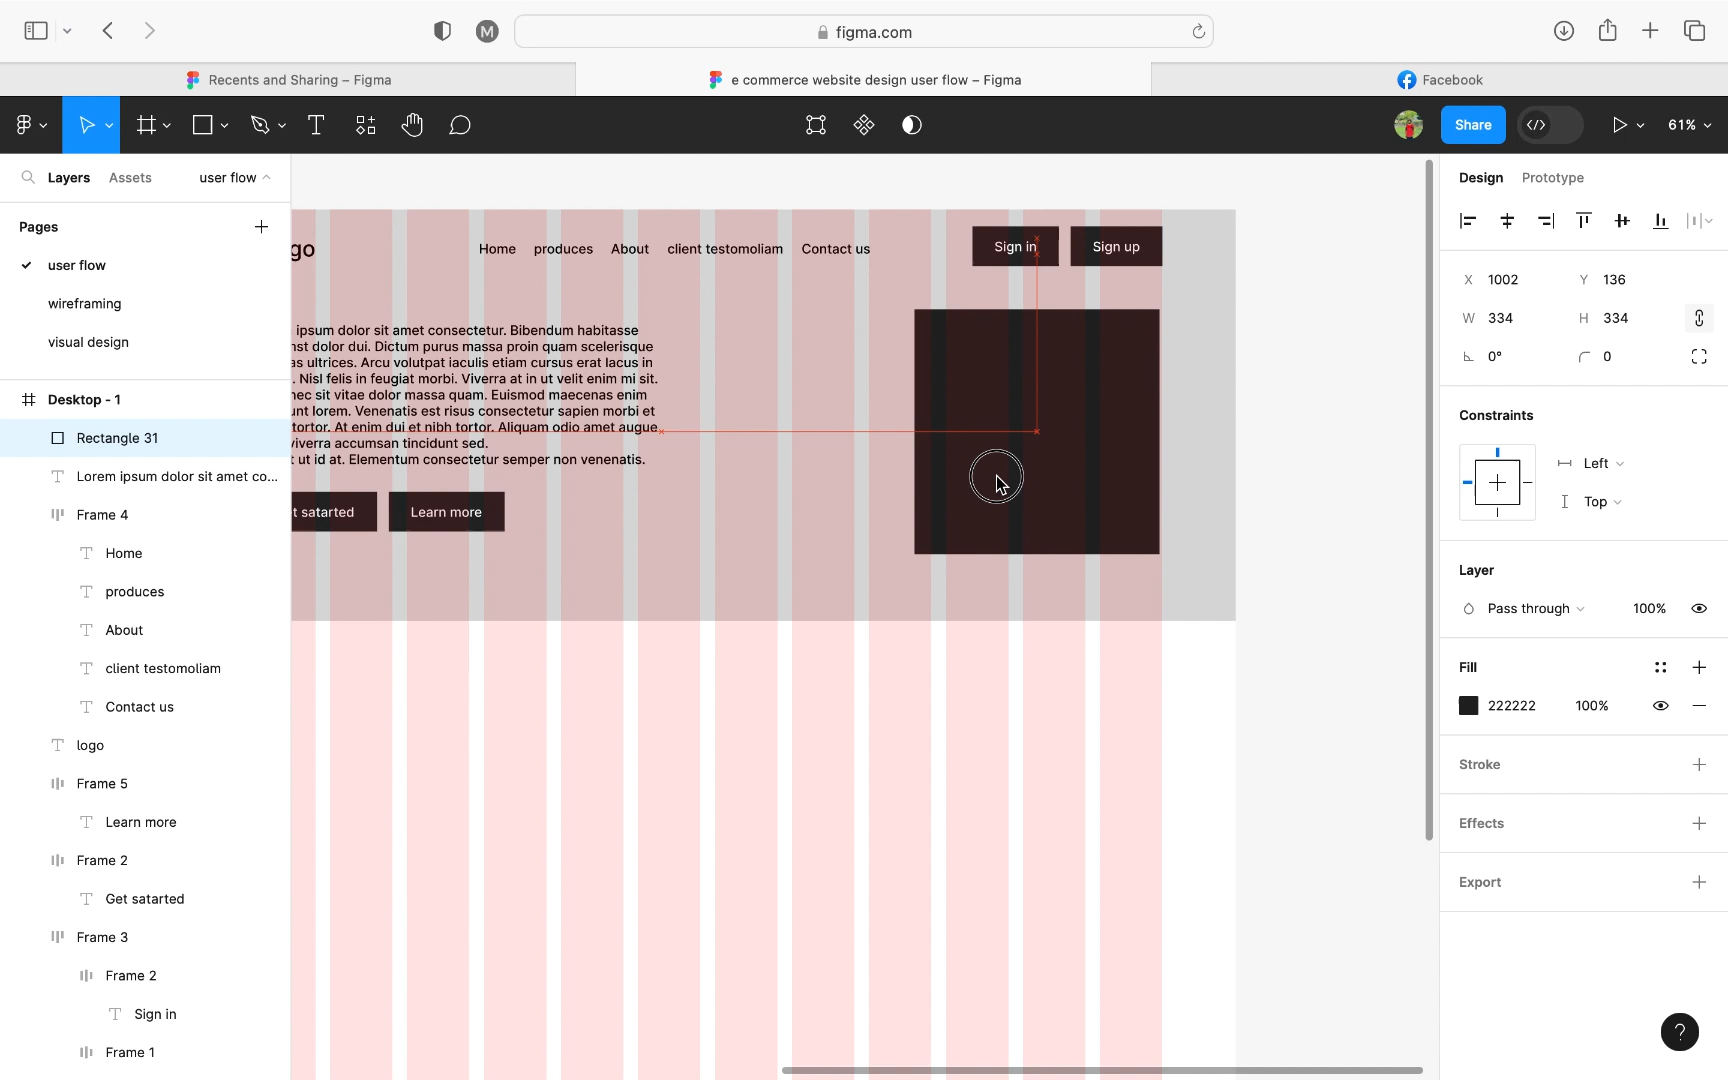 M
figma.com
Recents and Sharing – Figma
e commerce website design user flow – Figma
Facebook
Share
61%
Layers
Assets
user flow
Pages
user flow
wireframing
visual design
Desktop - 1
Rectangle 31
Lorem ipsum dolor sit amet co...
Frame 4
Home
produces
About
client testomoliam
Contact us
logo
Frame 5
Learn more
Frame 2
Get satarted
Frame 3
Frame 2
Sign in
Frame 1
go
Home
produces
About
client testomoliam
Contact us
Sign in
Sign up
ipsum dolor sit amet consectetur. Bibendum habitasse
nst dolor dui. Dictum purus massa proin quam scelerisque
as ultrices. Arcu volutpat iaculis etiam cursus erat lacus in
. Nisl felis in feugiat morbi. Viverra at in ut velit enim mi sit.
nec sit vitae dolor massa quam. Euismod maecenas enim
unt lorem. Venenatis est risus consectetur sapien morbi et
tortor. At enim dui et nibh tortor. Aliquam odio amet augue
viverra accumsan tincidunt sed.
t ut id at. Elementum consectetur semper non venenatis.
t satarted
Learn more
Design
Prototype
X 1002
Y 136
W 334
H 334
0°
0
Constraints
Left
Top
Layer
Pass through
100%
Fill
222222
100%
Stroke
Effects
Export
?